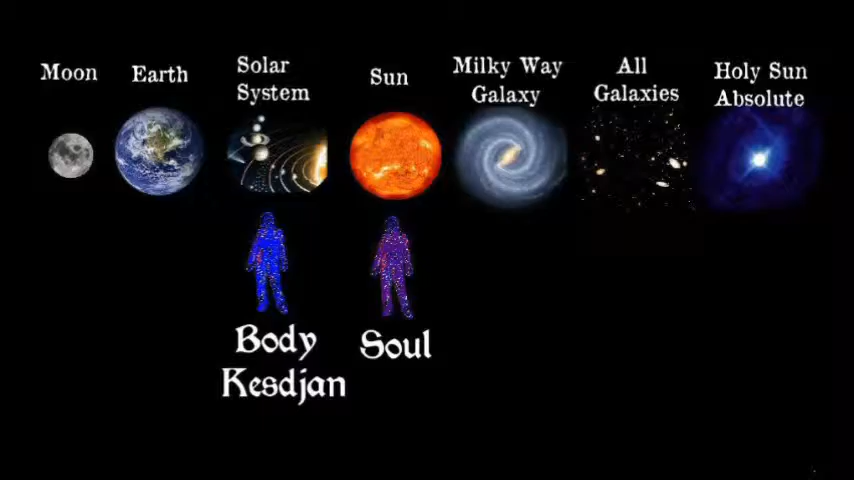 Moon
Earth
Solar
System
Sun
Milky Way
Galaxy
All
Galaxies
Holy Sun
Absolute
Body
Kesdjan
Soul